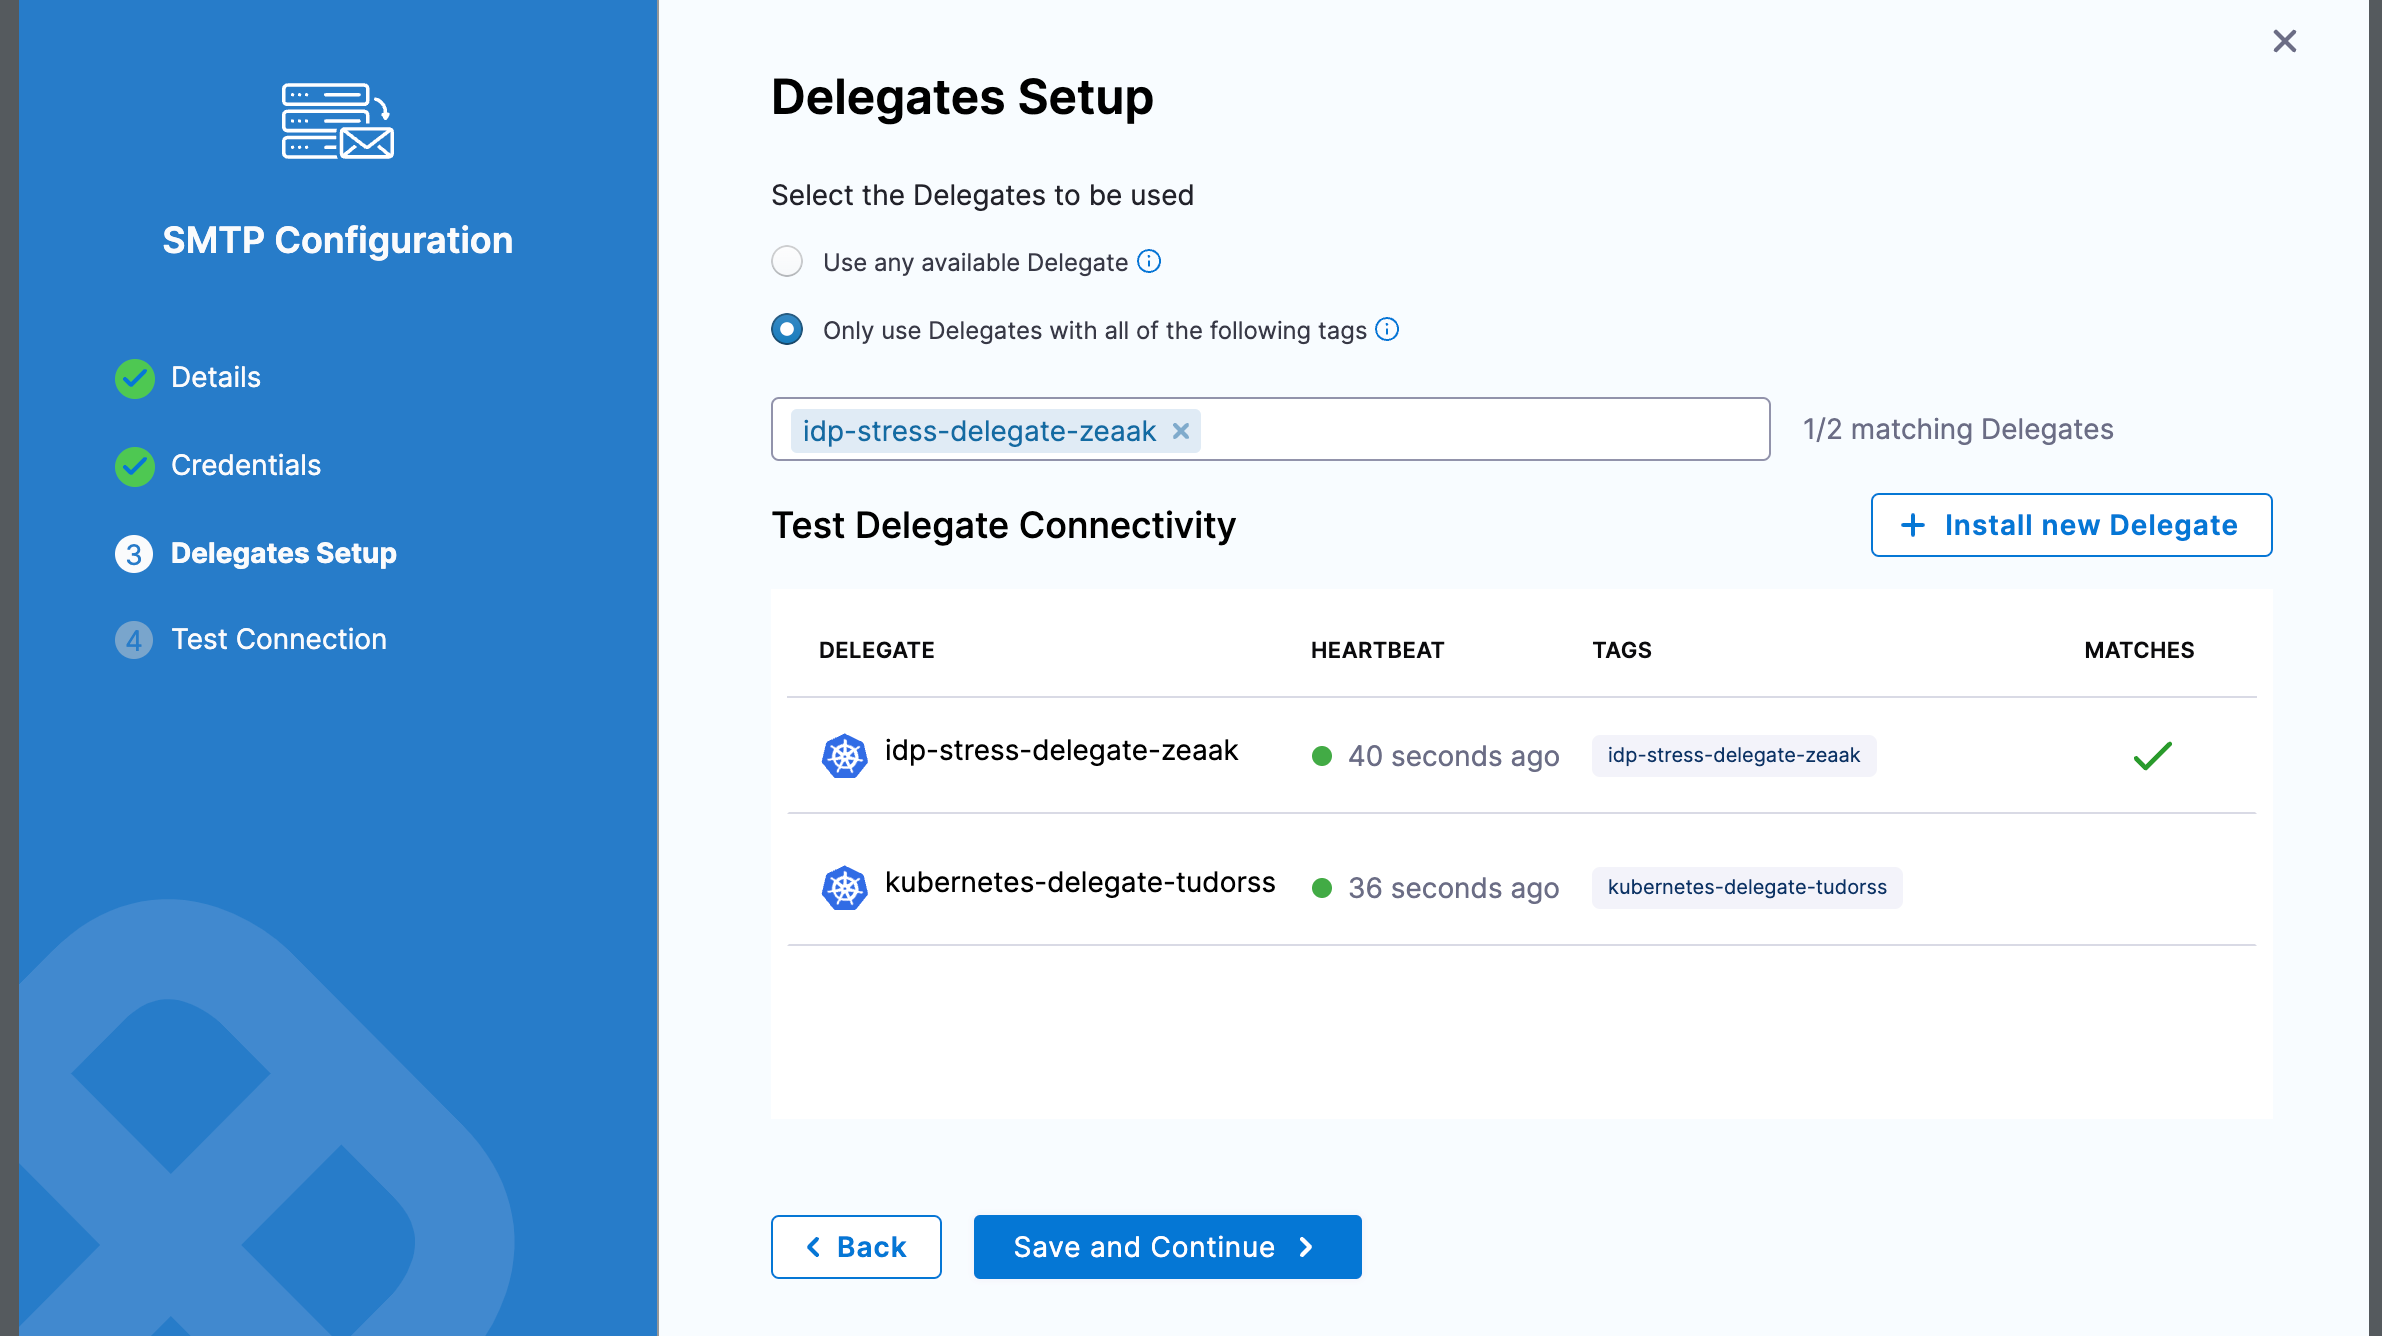 SMTP Configuration
Details
Credentials
3 Delegates Setup
4 Test Connection
Delegates Setup
Select the Delegates to be used
Use any available Delegate
Only use Delegates with all of the following tags
idp-stress-delegate-zeaak
1/2 matching Delegates
Test Delegate Connectivity
+ Install new Delegate
DELEGATE HEARTBEAT TAGS MATCHES
idp-stress-delegate-zeaak 40 seconds ago idp-stress-delegate-zeaak
kubernetes-delegate-tudorss 36 seconds ago kubernetes-delegate-tudorss
Back Save and Continue